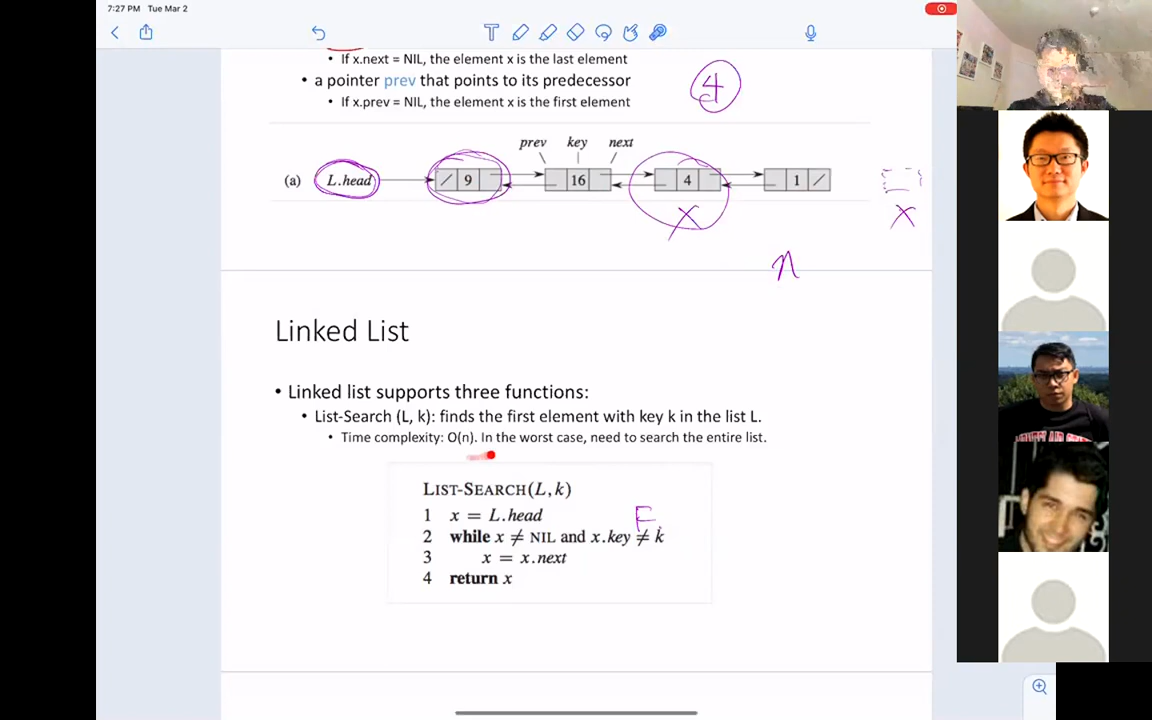 7:27 PM Tue Mar 2
• If x.next = NIL, the element x is the last element
• a pointer prev that points to its predecessor
• If x.prev = NIL, the element x is the first element
4
prev key next
(a) L.head / 9 16 4 1 /
X X
n
Linked List
• Linked list supports three functions:
• List-Search (L, k): finds the first element with key k in the list L.
• Time complexity: O(n). In the worst case, need to search the entire list.
LIST-SEARCH(L, k)
1 x = L.head
F
2 while x ≠ NIL and x.key ≠ k
3 x = x.next
4 return x